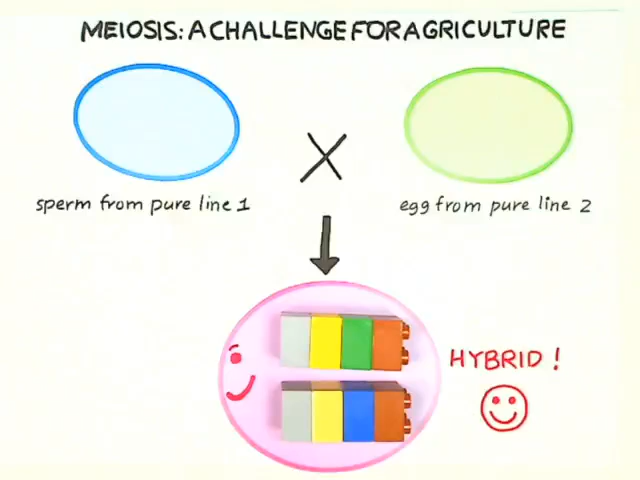 MEIOSIS: A CHALLENGE FOR AGRICULTURE
sperm from pure line 1
egg from pure line 2
HYBRID !